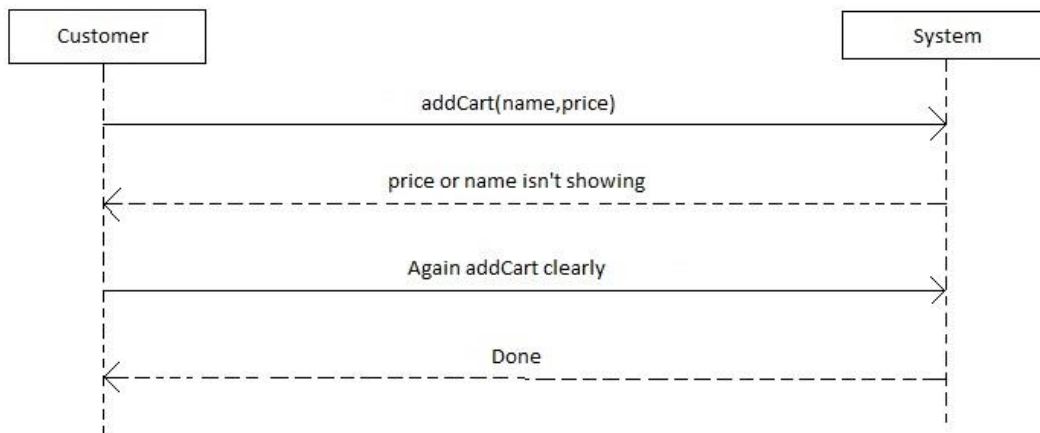 Customer
System
addCart(name,price)
price or name isn't showing
Again addCart clearly
Done